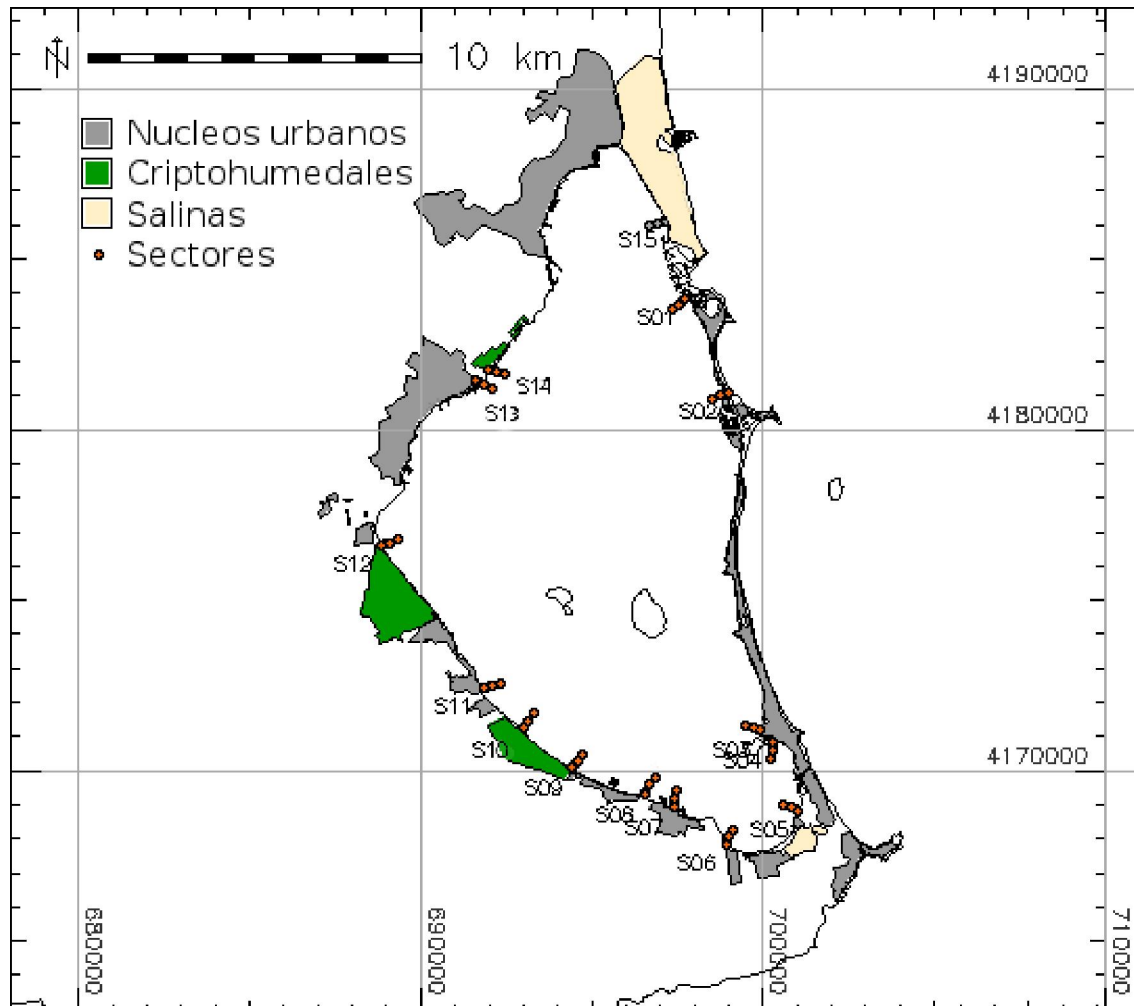 N
10 km
4190000
Nucleos urbanos
Criptohumedales
Salinas
Sectores
S15
S01
S14
S13
S02
4180000
S12
S11
S10
S09
S03
S04
4170000
S08
S07
S05
S06
680000
690000
700000
710000